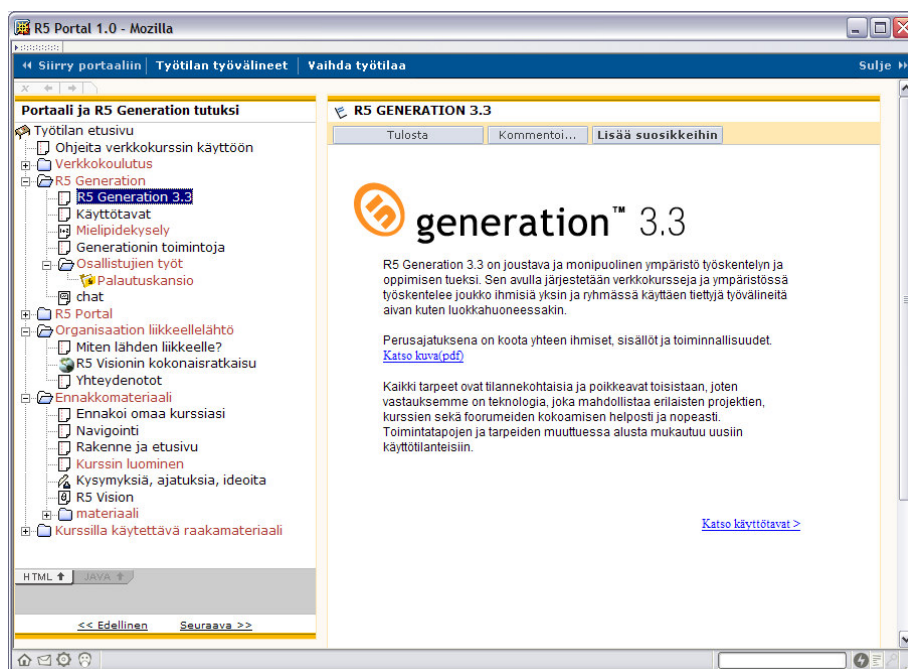 R5 Portal 1.0 - Mozilla
Siirry portaaliin Työtilan työvälineet Vaihda työtilaa Sulje
Portaali ja R5 Generation tutuksi
Työtilan etusivu
Ohjeita verkkokurssin käyttöön
Verkkokoulutus
R5 Generation
R5 Generation 3.3
Käyttötavat
Mielipidekysely
Generationin toimintoja
Osallistujien työt
Palautuskansio
chat
R5 Portal
Organisaation liikkeellelähtö
Miten lähden liikkeelle?
R5 Visionin kokonaisratkaisu
Yhteydenotot
Ennakkomateriaali
Ennakoi omaa kurssiasi
Navigointi
Rakenne ja etusivu
Kurssin luominen
Kysymyksiä, ajatuksia, ideoita
R5 Vision
materiaali
Kurssilla käytettävä raakamateriaali
HTML JAVA
<< Edellinen Seuraava >>
R5 GENERATION 3.3
Tulosta Kommentoi... Lisää suosikkeihin
generation™ 3.3
R5 Generation 3.3 on joustava ja monipuolinen ympäristö työskentelyn ja
oppimisen tueksi. Sen avulla järjestetään verkkokursseja ja ympäristössä
työskentelee joukko ihmisiä yksin ja ryhmässä käyttäen tiettyjä työvälineitä
aivan kuten luokkahuoneessakin.
Perusajatuksena on koota yhteen ihmiset, sisällöt ja toiminnallisuudet.
Katso kuva(pdf)
Kaikki tarpeet ovat tilannekohtaisia ja poikkeavat toisistaan, joten
vastauksemme on teknologia, joka mahdollistaa erilaisten projektien,
kurssien sekä foorumeiden kokoamisen helposti ja nopeasti.
Toimintatapojen ja tarpeiden muuttuessa alusta mukautuu uusiin
käyttötilanteisiin.
Katso käyttötavat >